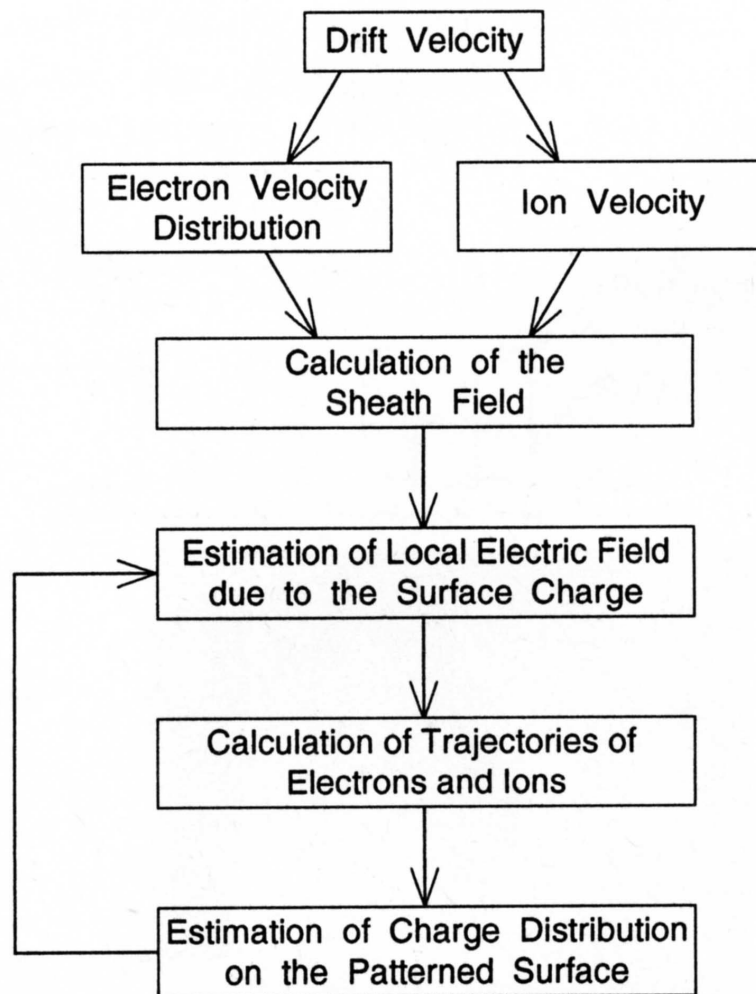 Drift Velocity
Electron Velocity
Distribution
Ion Velocity
Calculation of the
Sheath Field
Estimation of Local Electric Field
due to the Surface Charge
Calculation of Trajectories of
Electrons and Ions
Estimation of Charge Distribution
on the Patterned Surface